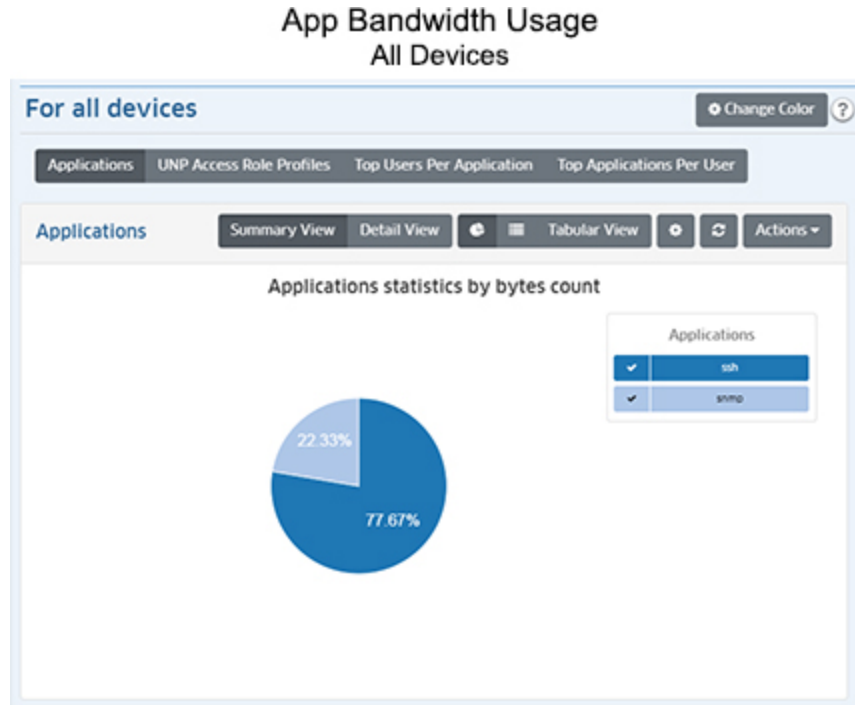 App Bandwidth Usage
All Devices
For all devices
Change Color ?
Applications UNP Access Role Profiles Top Users Per Application Top Applications Per User
Applications Summary View Detail View Tabular View Actions
Applications statistics by bytes count
Applications
ssh
snmp
22.33%
77.67%